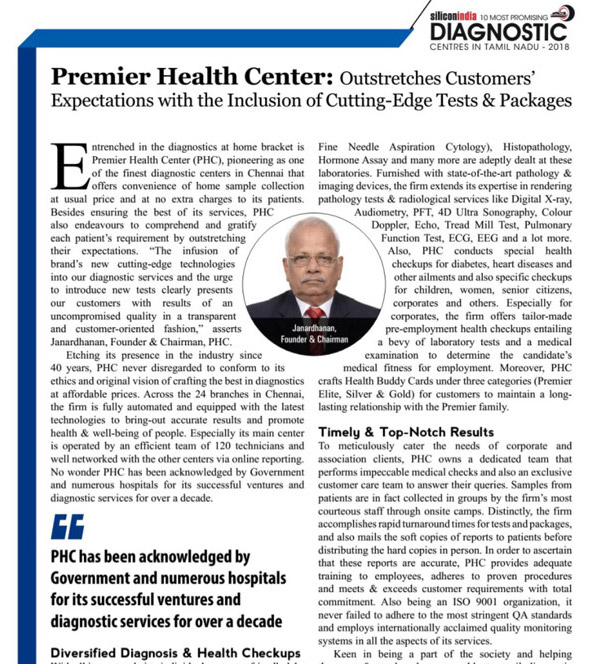 siliconindia 10 MOST PROMISING
DIAGNOSTIC
CENTRES IN TAMIL NADU - 2018
Premier Health Center: Outstretches Customers'
Expectations with the Inclusion of Cutting-Edge Tests & Packages
Entrenched in the diagnostics at home bracket is
Premier Health Center (PHC), pioneering as one
of the finest diagnostic centers in Chennai that
offers convenience of home sample collection
at usual price and at no extra charges to its patients.
Besides ensuring the best of its services, PHC
also endeavours to comprehend and gratify
each patient's requirement by outstretching
their expectations. “The infusion of
brand's new cutting-edge technologies
into our diagnostic services and the urge
to introduce new tests clearly presents
our customers with results of an
uncompromised quality in a transparent
and customer-oriented fashion,” asserts
Janardhanan, Founder & Chairman, PHC.
Etching its presence in the industry since
40 years, PHC never disregarded to conform to its
ethics and original vision of crafting the best in diagnostics
at affordable prices. Across the 24 branches in Chennai,
the firm is fully automated and equipped with the latest
technologies to bring-out accurate results and promote
health & well-being of people. Especially its main center
is operated by an efficient team of 120 technicians and
well networked with the other centers via online reporting.
No wonder PHC has been acknowledged by Government
and numerous hospitals for its successful ventures and
diagnostic services for over a decade.
PHC has been acknowledged by
Government and numerous hospitals
for its successful ventures and
diagnostic services for over a decade
Diversified Diagnosis & Health Checkups
Janardhanan,
Founder & Chairman
Fine Needle Aspiration Cytology), Histopathology,
Hormone Assay and many more are adeptly dealt at these
laboratories. Furnished with state-of-the-art pathology &
imaging devices, the firm extends its expertise in rendering
pathology tests & radiological services like Digital X-ray,
Audiometry, PFT, 4D Ultra Sonography, Colour
Doppler, Echo, Tread Mill Test, Pulmonary
Function Test, ECG, EEG and a lot more.
Also, PHC conducts special health
checkups for diabetes, heart diseases and
other ailments and also specific checkups
for children, women, senior citizens,
corporates and others. Especially for
corporates, the firm offers tailor-made
pre-employment health checkups entailing
a bevy of laboratory tests and a medical
examination to determine the candidate's
medical fitness for employment. Moreover, PHC
crafts Health Buddy Cards under three categories (Premier
Elite, Silver & Gold) for customers to maintain a long-
lasting relationship with the Premier family.
Timely & Top-Notch Results
To meticulously cater the needs of corporate and
association clients, PHC owns a dedicated team that
performs impeccable medical checks and also an exclusive
customer care team to answer their queries. Samples from
patients are in fact collected in groups by the firm's most
courteous staff through onsite camps. Distinctly, the firm
accomplishes rapid turnaround times for tests and packages,
and also mails the soft copies of reports to patients before
distributing the hard copies in person. In order to ascertain
that these reports are accurate, PHC provides adequate
training to employees, adheres to proven procedures
and meets & exceeds customer requirements with total
commitment. Also being an ISO 9001 organization, it
never failed to adhere to the most stringent QA standards
and employs internationally acclaimed quality monitoring
systems in all the aspects of its services.
Keen in being a part of the society and helping